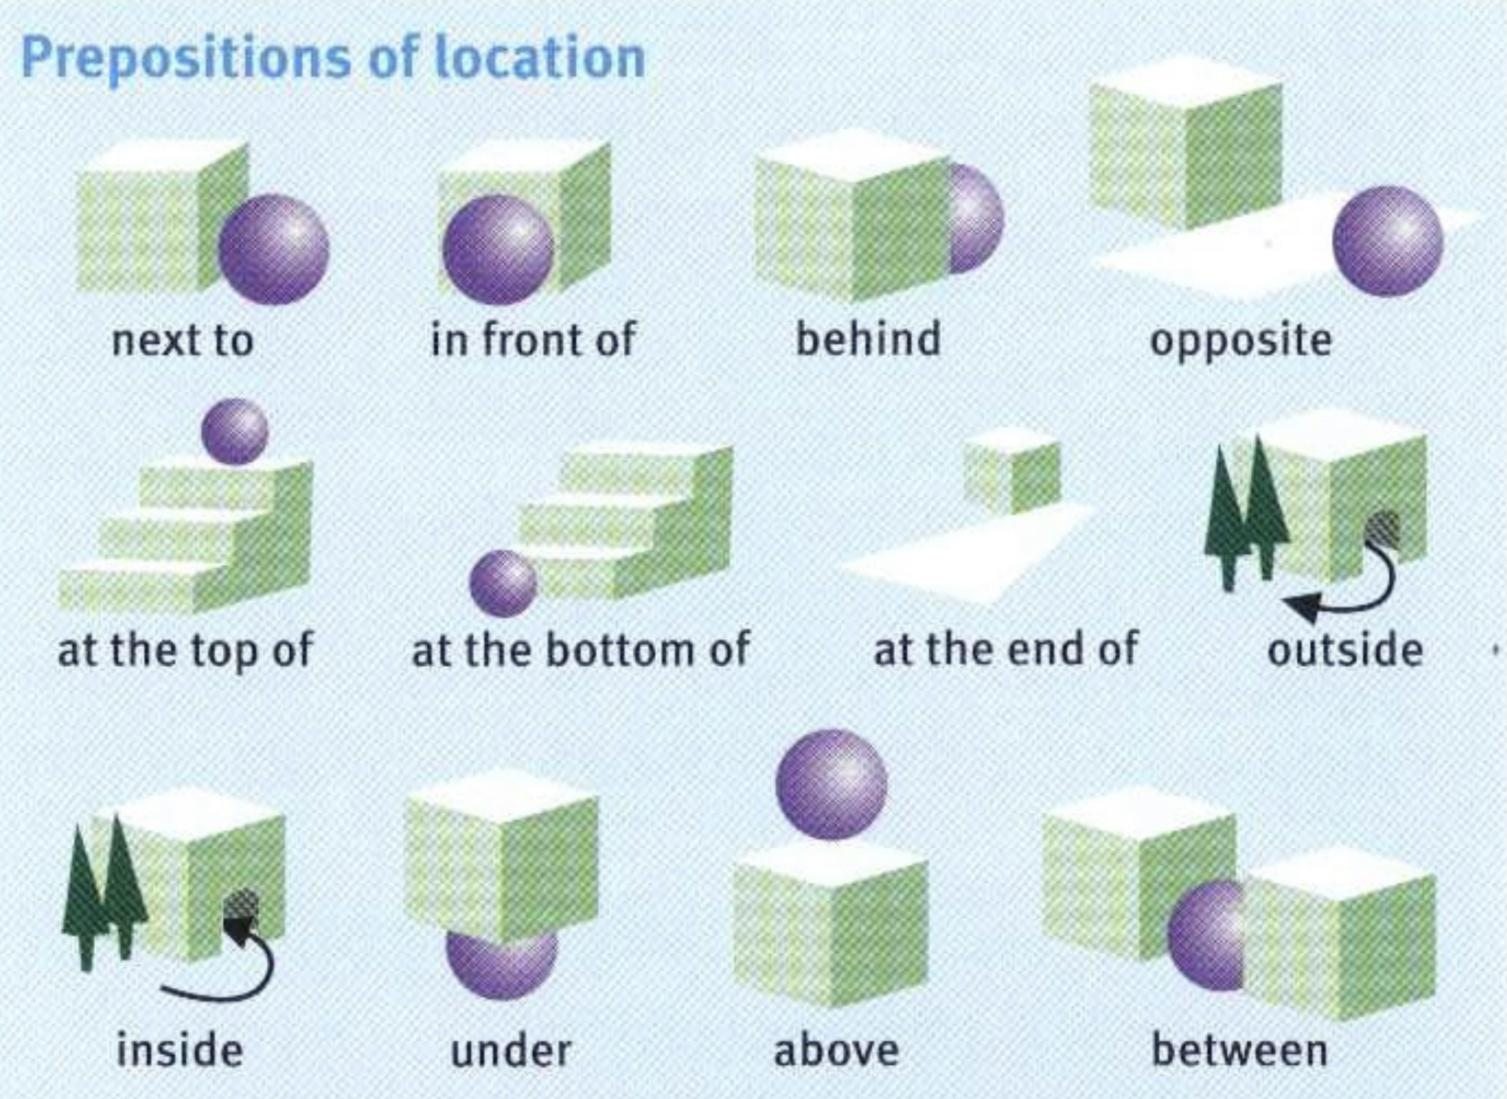 Prepositions of location
next to in front of behind opposite
at the top of at the bottom of at the end of outside
inside under above between